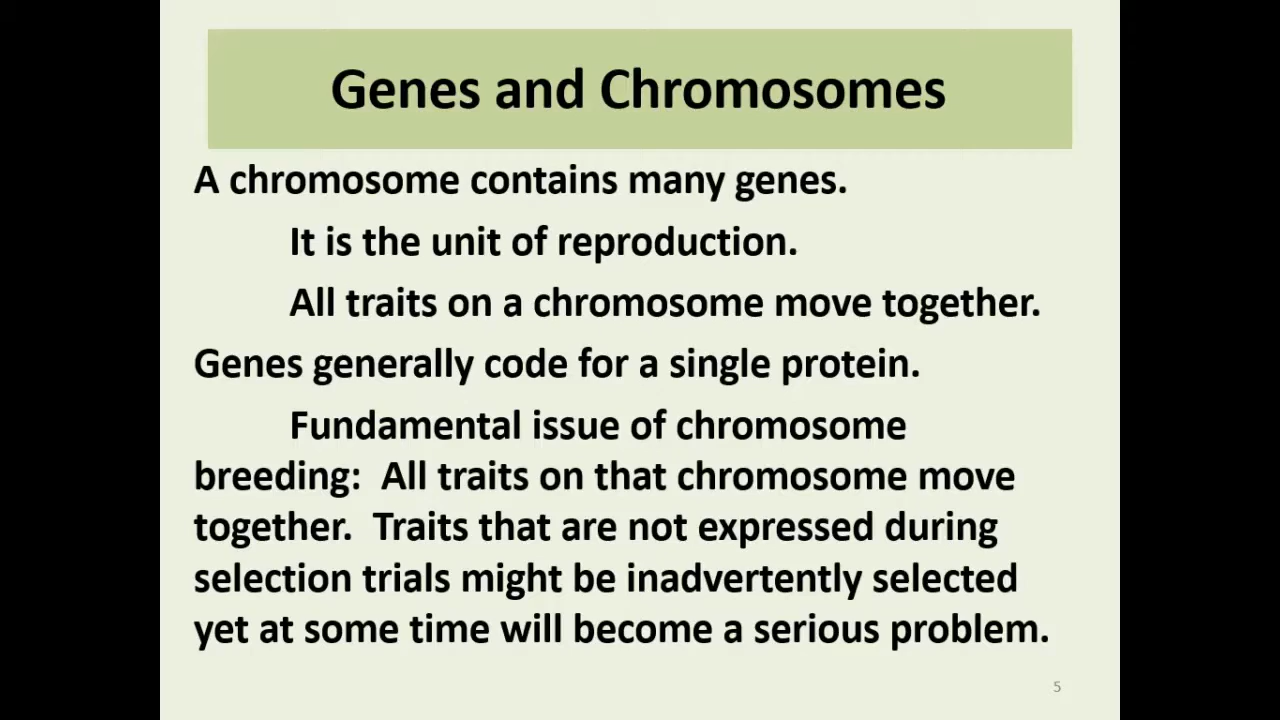 Genes and Chromosomes
A chromosome contains many genes.
It is the unit of reproduction.
All traits on a chromosome move together.
Genes generally code for a single protein.
Fundamental issue of chromosome
breeding:  All traits on that chromosome move
together.  Traits that are not expressed during
selection trials might be inadvertently selected
yet at some time will become a serious problem.
5